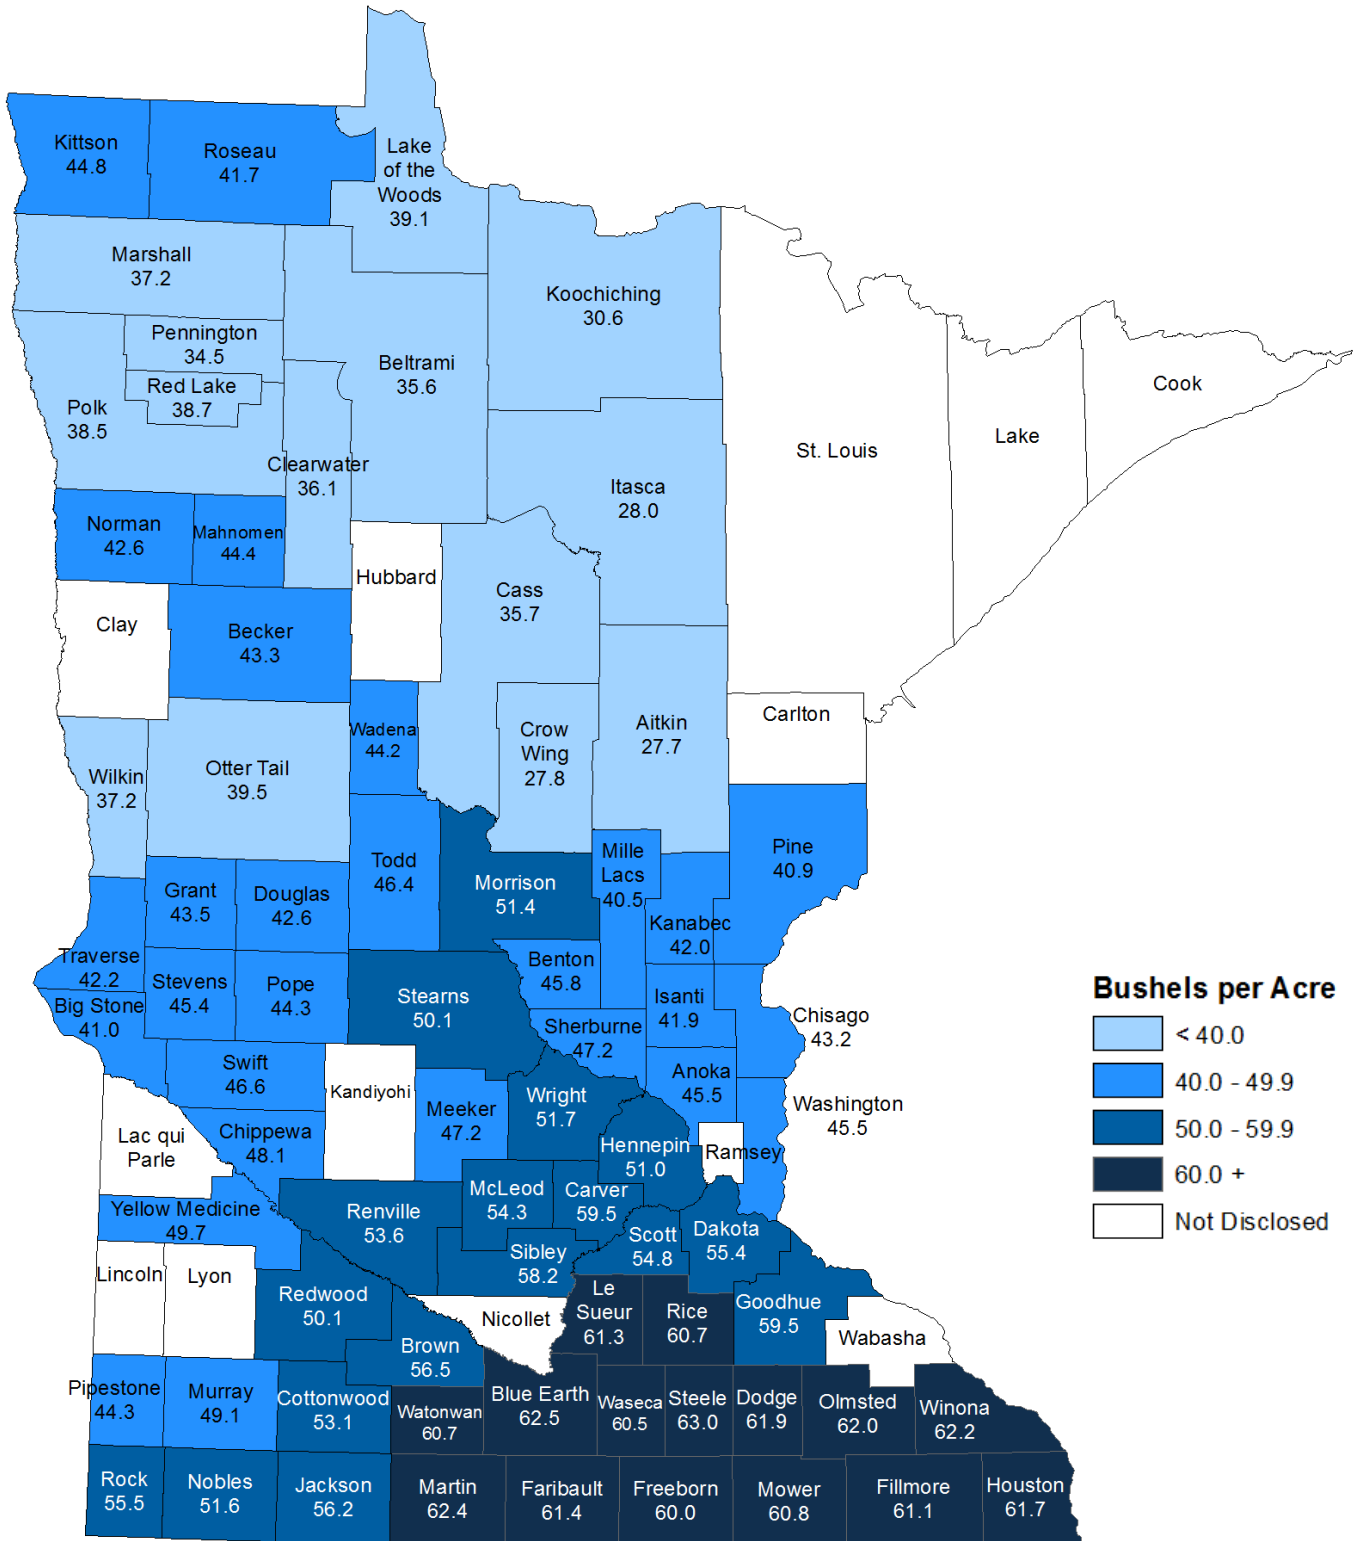 Kittson
44.8
Roseau
41.7
Lake
of the
Woods
39.1
Marshall
37.2
Koochiching
30.6
Pennington
34.5
Beltrami
35.6
Red Lake
38.7
Polk
38.5
Cook
Lake
St. Louis
Clearwater
36.1
Itasca
28.0
Norman
42.6
Mahnomen
44.4
Hubbard
Cass
35.7
Clay
Becker
43.3
Wadena
44.2
Crow
Wing
27.8
Aitkin
27.7
Carlton
Wilkin
37.2
Otter Tail
39.5
Todd
46.4
Morrison
51.4
Mille
Lacs
40.5
Pine
40.9
Grant
43.5
Douglas
42.6
Kanabec
42.0
Traverse
42.2
Stevens
45.4
Pope
44.3
Stearns
50.1
Benton
45.8
Isanti
41.9
Big Stone
41.0
Sherburne
47.2
Chisago
43.2
Swift
46.6
Kandiyohi
Meeker
47.2
Wright
51.7
Anoka
45.5
Washington
45.5
Lac qui
Parle
Chippewa
48.1
Hennepin
51.0
Ramsey
Yellow Medicine
49.7
Renville
53.6
McLeod
54.3
Carver
59.5
Scott
54.8
Dakota
55.4
Sibley
58.2
Lincoln
Lyon
Redwood
50.1
Nicollet
Le
Sueur
61.3
Rice
60.7
Goodhue
59.5
Wabasha
Brown
56.5
Pipestone
44.3
Murray
49.1
Cottonwood
53.1
Watonwan
60.7
Blue Earth
62.5
Waseca
60.5
Steele
63.0
Dodge
61.9
Olmsted
62.0
Winona
62.2
Rock
55.5
Nobles
51.6
Jackson
56.2
Martin
62.4
Faribault
61.4
Freeborn
60.0
Mower
60.8
Fillmore
61.1
Houston
61.7
Bushels per Acre
< 40.0
40.0 - 49.9
50.0 - 59.9
60.0 +
Not Disclosed